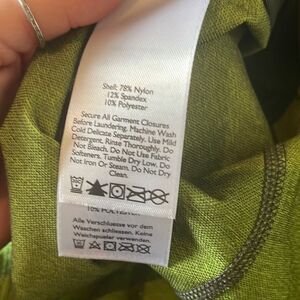 Shell: 78% Nylon
12% Spandex
10% Polyester
Secure All Garment Closures
Before Laundering. Machine Wash
Cold Delicate Separately. Use Mild
Detergent. Rinse Thoroughly. Do
Not Bleach. Do Not Use Fabric
Softeners. Tumble Dry Low. Do
Not Iron Or Steam. Do Not Dry
Clean.
10% POLYESTER
Alle Verschlüsse vor dem
Waschen schliessen. Keine
Weichspueler verwenden.